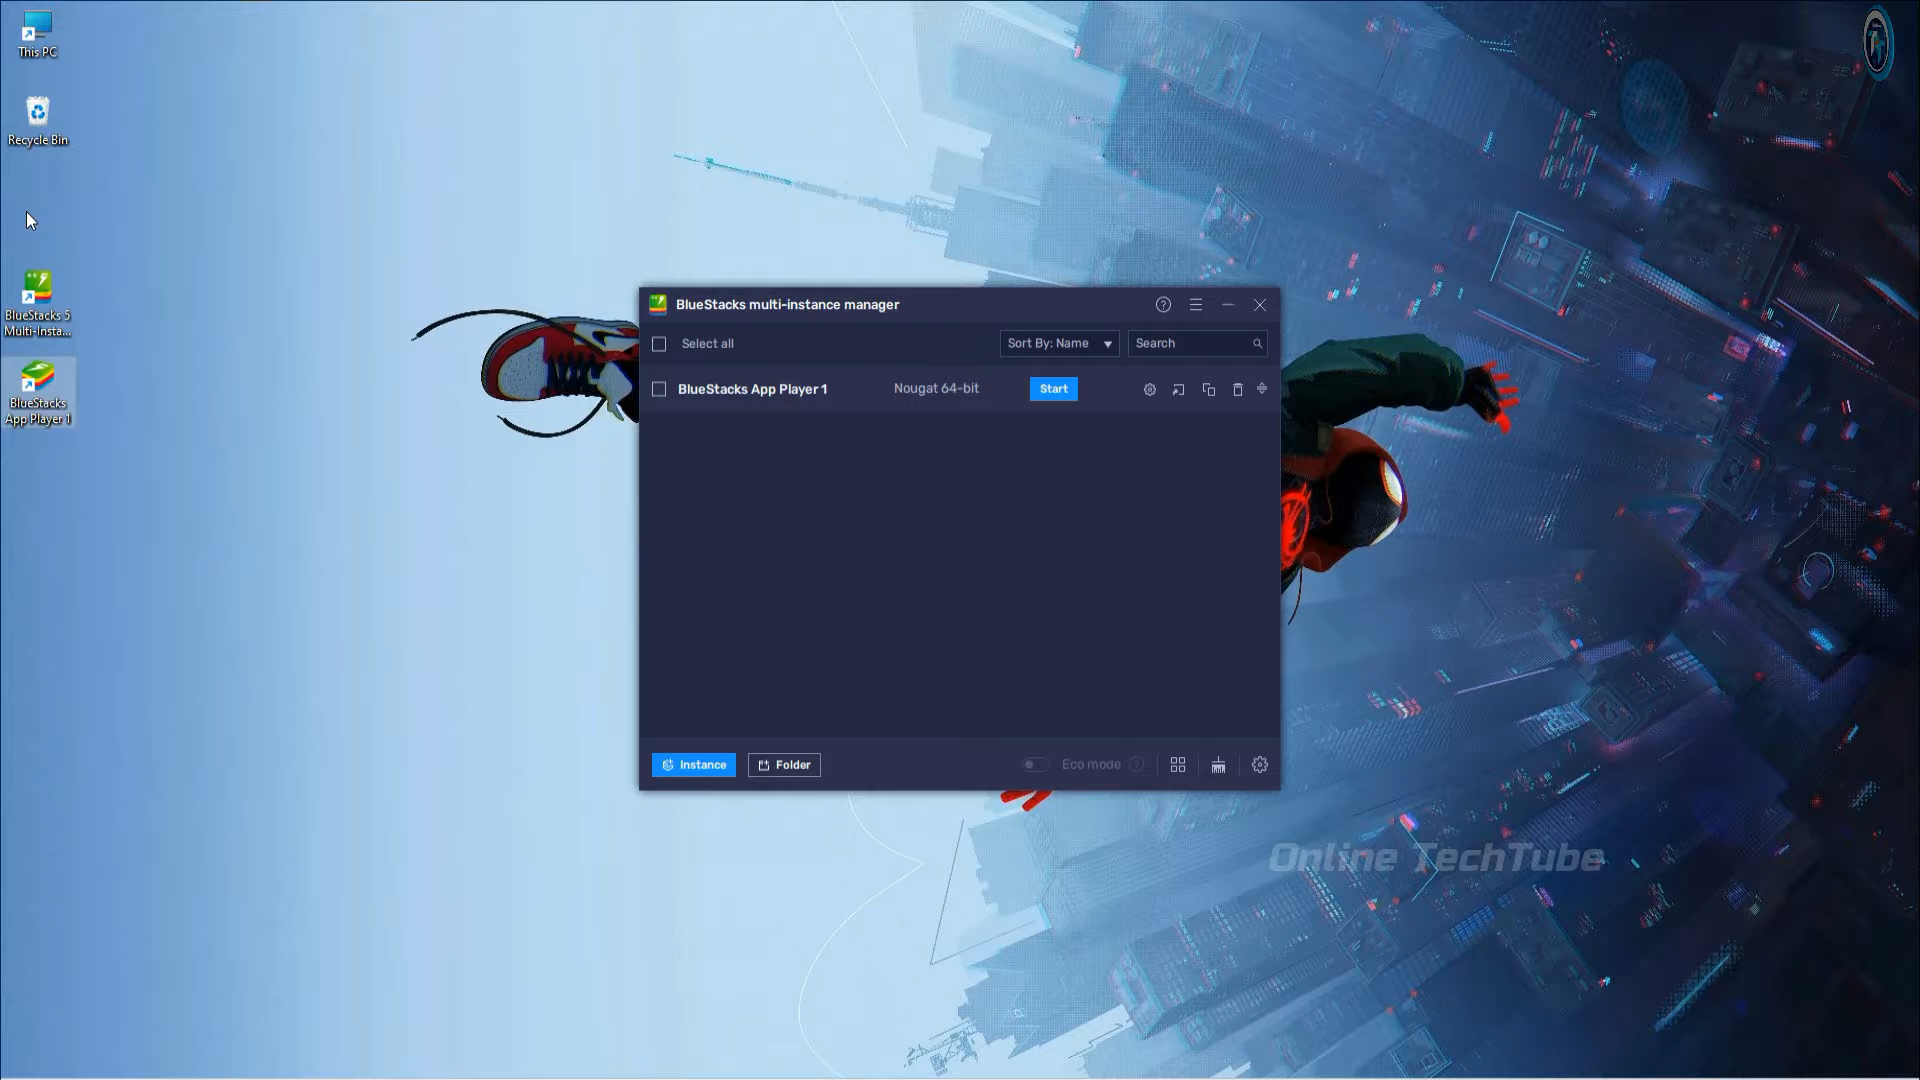 This PC
Recycle Bin
BlueStacks 5
Multi-Insta...
BlueStacks
App Player 1
BlueStacks multi-instance manager
Select all
Sort By: Name
Search
BlueStacks App Player 1
Nougat 64-bit
Start
Instance
Folder
Eco mode
Online TechTube